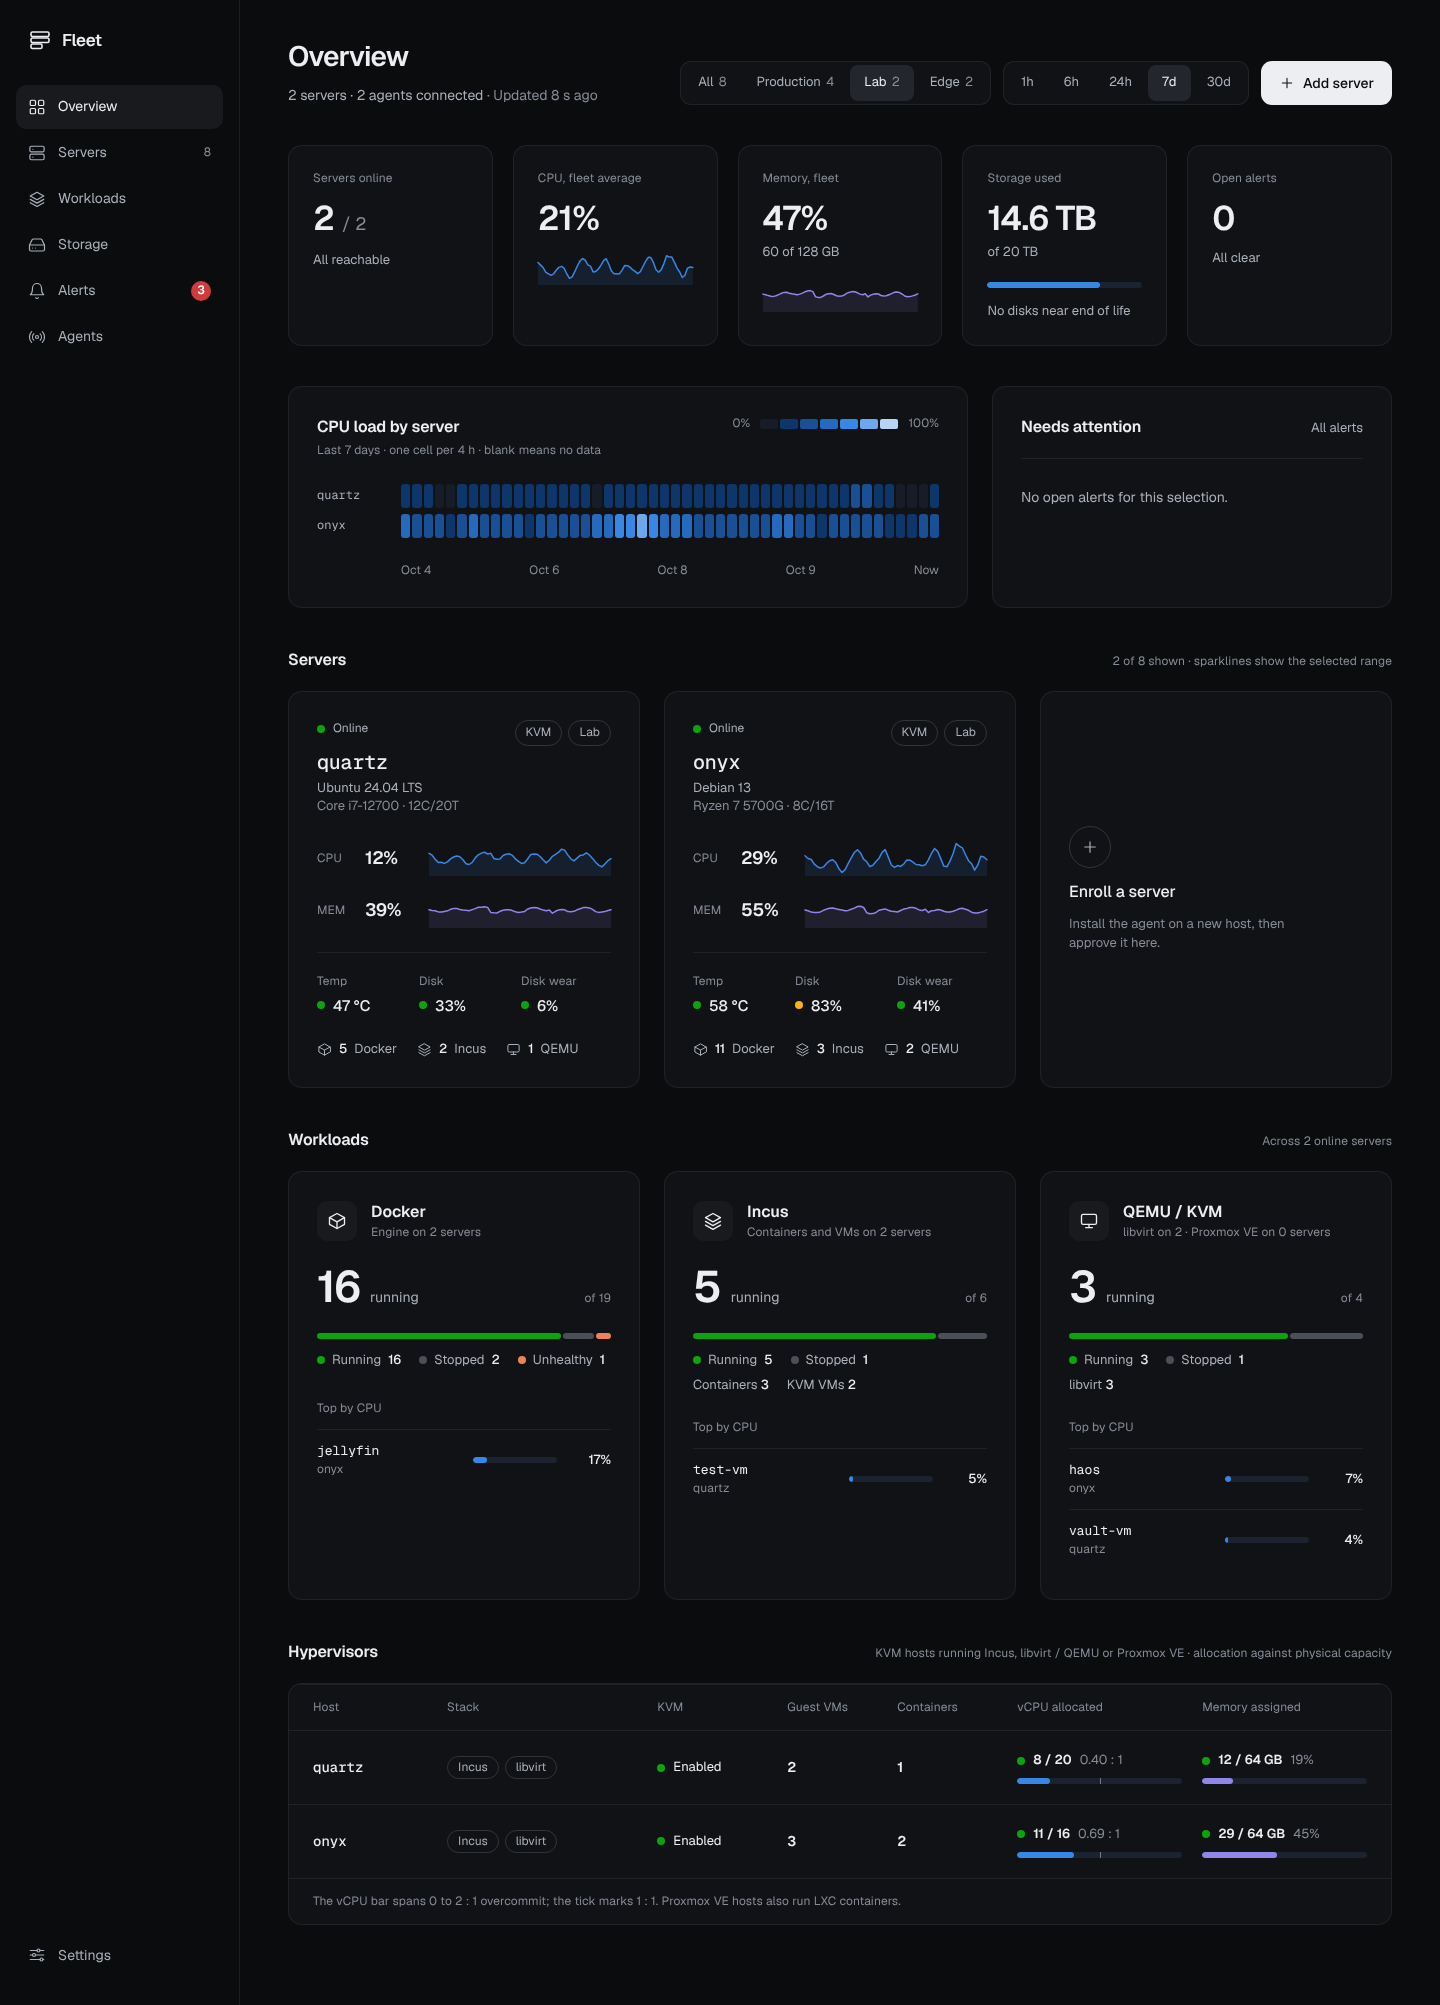 Fleet
Overview
Servers 8
Workloads
Storage
Alerts 3
Agents
Settings
Overview
2 servers · 2 agents connected · Updated 8 s ago
All 8 Production 4 Lab 2 Edge 2
1h 6h 24h 7d 30d
Add server
Servers online
2 / 2
All reachable
CPU, fleet average
21%
Memory, fleet
47%
60 of 128 GB
Storage used
14.6 TB
of 20 TB
No disks near end of life
Open alerts
0
All clear
CPU load by server
0% 100%
Last 7 days · one cell per 4 h · blank means no data
quartz
onyx
Oct 4 Oct 6 Oct 8 Oct 9 Now
Needs attention
All alerts
No open alerts for this selection.
Servers
2 of 8 shown · sparklines show the selected range
Online
KVM Lab
quartz
Ubuntu 24.04 LTS
Core i7-12700 · 12C/20T
CPU 12%
MEM 39%
Temp Disk Disk wear
47 °C 33% 6%
5 Docker 2 Incus 1 QEMU
Online
KVM Lab
onyx
Debian 13
Ryzen 7 5700G · 8C/16T
CPU 29%
MEM 55%
Temp Disk Disk wear
58 °C 83% 41%
11 Docker 3 Incus 2 QEMU
Enroll a server
Install the agent on a new host, then
approve it here.
Workloads
Across 2 online servers
Docker
Engine on 2 servers
16 running of 19
Running 16 Stopped 2 Unhealthy 1
Top by CPU
jellyfin
onyx
17%
Incus
Containers and VMs on 2 servers
5 running of 6
Running 5 Stopped 1
Containers 3 KVM VMs 2
Top by CPU
test-vm
quartz
5%
QEMU / KVM
libvirt on 2 · Proxmox VE on 0 servers
3 running of 4
Running 3 Stopped 1
libvirt 3
Top by CPU
haos
onyx
7%
vault-vm
quartz
4%
Hypervisors
KVM hosts running Incus, libvirt / QEMU or Proxmox VE · allocation against physical capacity
Host Stack KVM Guest VMs Containers vCPU allocated Memory assigned
quartz Incus libvirt Enabled 2 1 8 / 20 0.40 : 1 12 / 64 GB 19%
onyx Incus libvirt Enabled 3 2 11 / 16 0.69 : 1 29 / 64 GB 45%
The vCPU bar spans 0 to 2 : 1 overcommit; the tick marks 1 : 1. Proxmox VE hosts also run LXC containers.